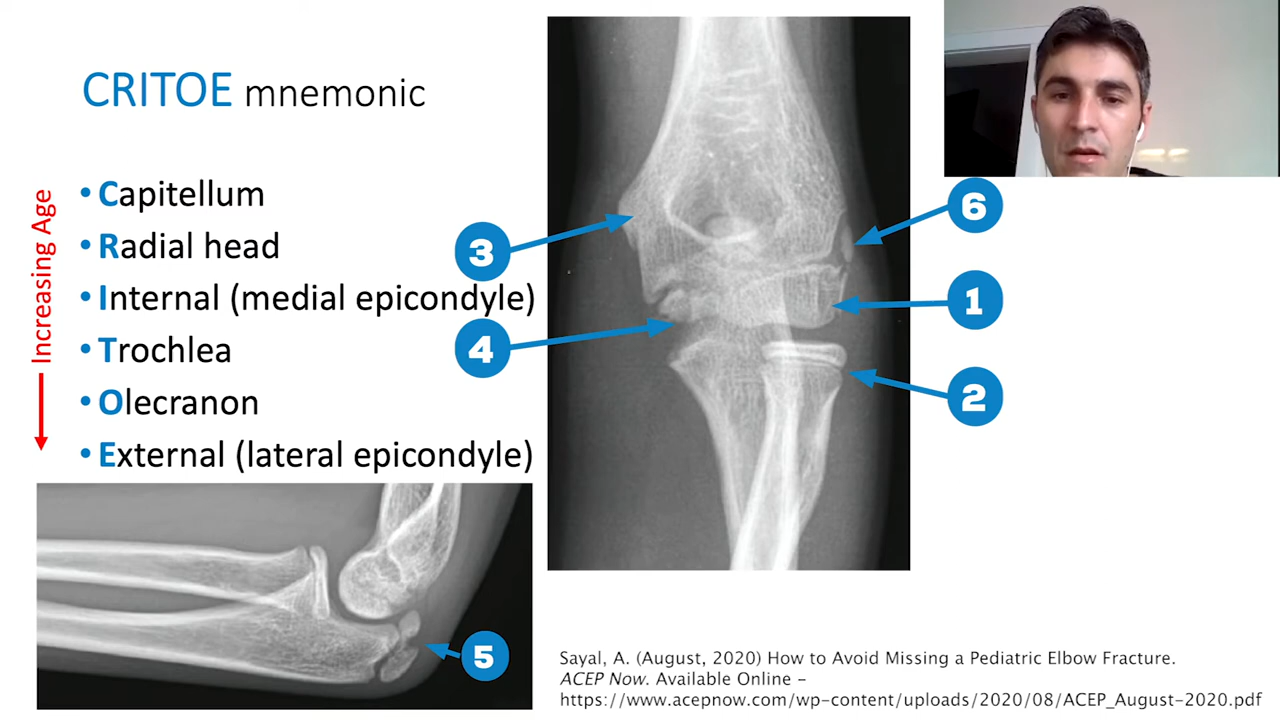 CRITOE mnemonic
Increasing Age
• Capitellum
• Radial head
• Internal (medial epicondyle)
• Trochlea
• Olecranon
• External (lateral epicondyle)
3
4
6
1
2
5
Sayal, A. (August, 2020) How to Avoid Missing a Pediatric Elbow Fracture.
ACEP Now. Available Online –
https://www.acepnow.com/wp-content/uploads/2020/08/ACEP_August-2020.pdf